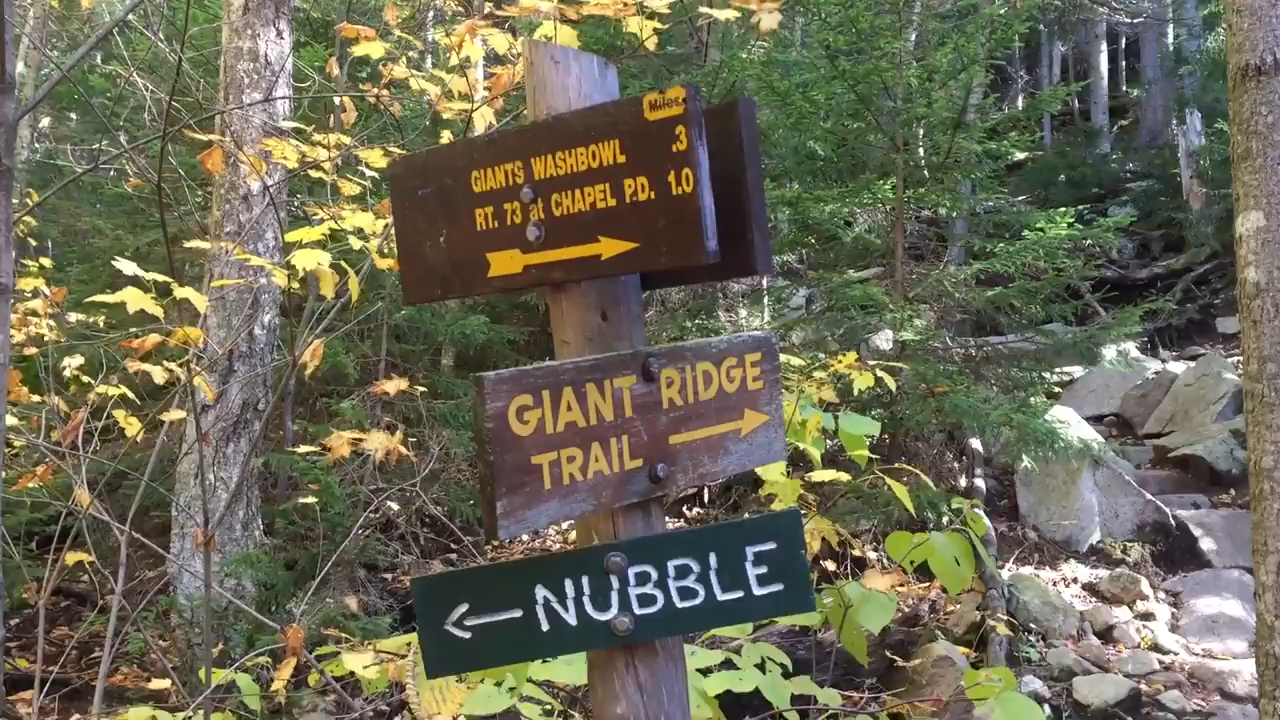 Miles
GIANTS WASHBOWL .3
RT. 73 at CHAPEL P.D. 1.0
GIANT RIDGE
TRAIL
NUBBLE